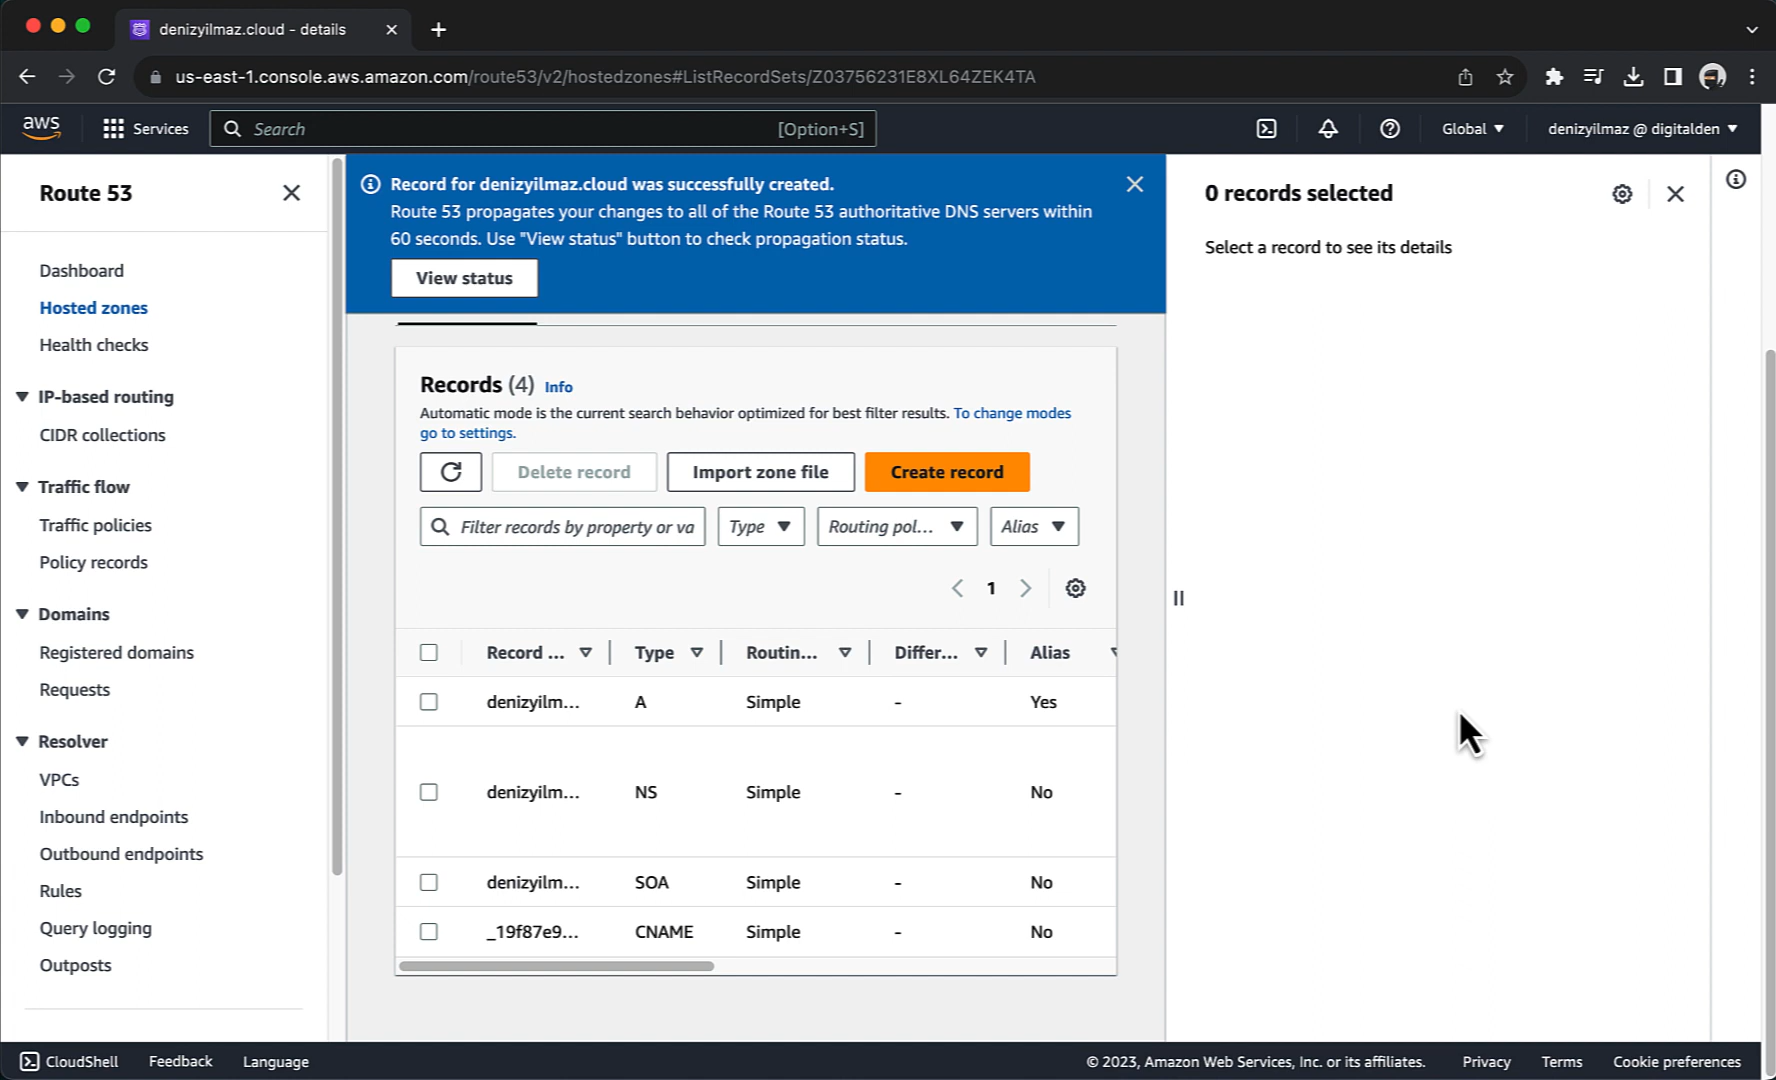 denizyilmaz.cloud - details
us-east-1.console.aws.amazon.com/route53/v2/hostedzones#ListRecordSets/Z03756231E8XL64ZEK4TA
aws
Services
Search
[Option+S]
Global
denizyilmaz @ digitalden
Route 53
Dashboard
Hosted zones
Health checks
IP-based routing
CIDR collections
Traffic flow
Traffic policies
Policy records
Domains
Registered domains
Requests
Resolver
VPCs
Inbound endpoints
Outbound endpoints
Rules
Query logging
Outposts
Record for denizyilmaz.cloud was successfully created.
Route 53 propagates your changes to all of the Route 53 authoritative DNS servers within
60 seconds. Use "View status" button to check propagation status.
View status
Records (4) Info
Automatic mode is the current search behavior optimized for best filter results. To change modes
go to settings.
Delete record
Import zone file
Create record
Filter records by property or va
Type
Routing pol...
Alias
1
Record ... Type Routin... Differ... Alias
denizyilm... A Simple - Yes
denizyilm... NS Simple - No
denizyilm... SOA Simple - No
_19f87e9... CNAME Simple - No
0 records selected
Select a record to see its details
CloudShell
Feedback
Language
© 2023, Amazon Web Services, Inc. or its affiliates.
Privacy
Terms
Cookie preferences